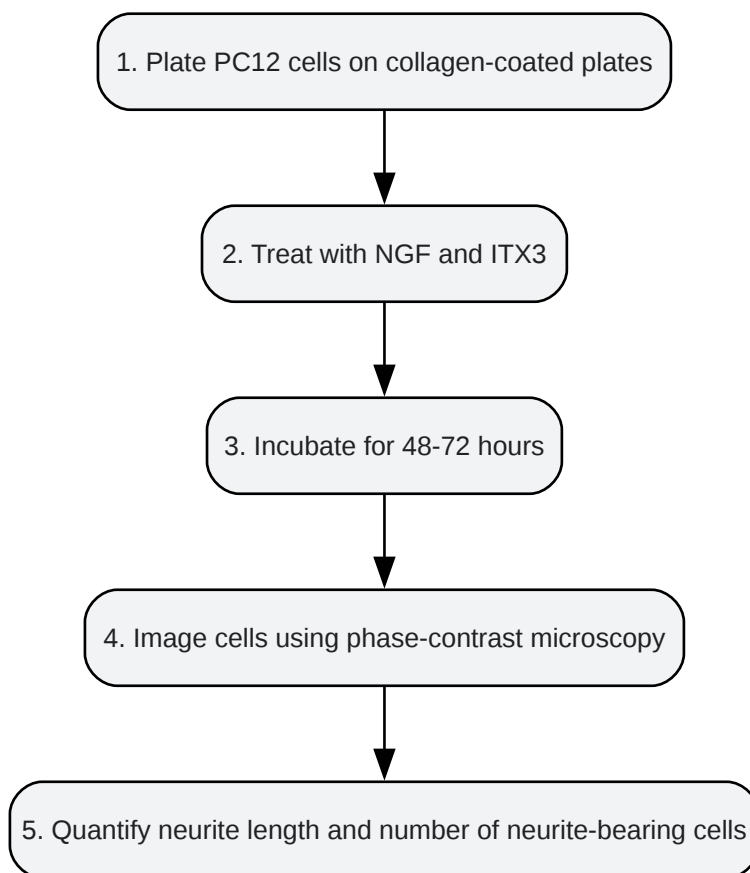 1. Plate PC12 cells on collagen-coated plates
2. Treat with NGF and ITX3
3. Incubate for 48-72 hours
4. Image cells using phase-contrast microscopy
5. Quantify neurite length and number of neurite-bearing cells